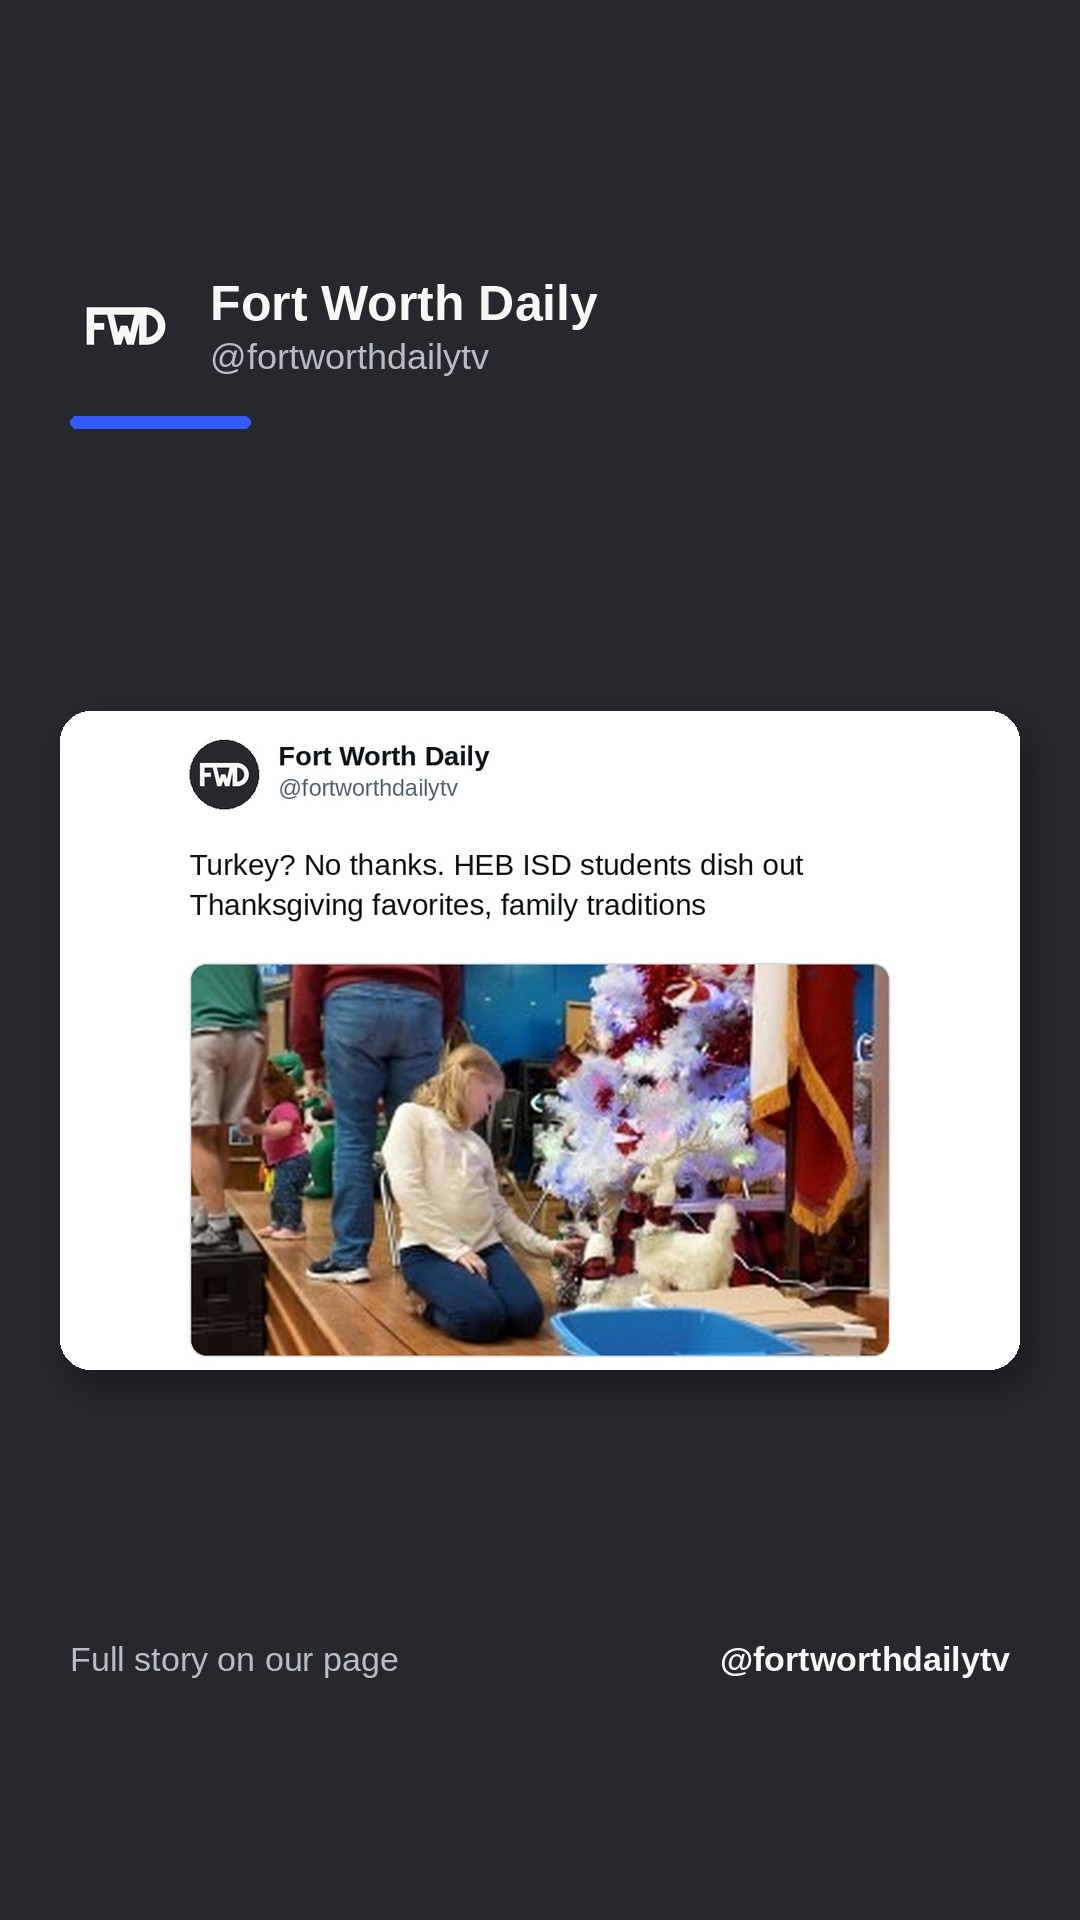 FWD
Fort Worth Daily
@fortworthdailytv
FWD
Fort Worth Daily
@fortworthdailytv
Turkey? No thanks. HEB ISD students dish out
Thanksgiving favorites, family traditions
Full story on our page
@fortworthdailytv